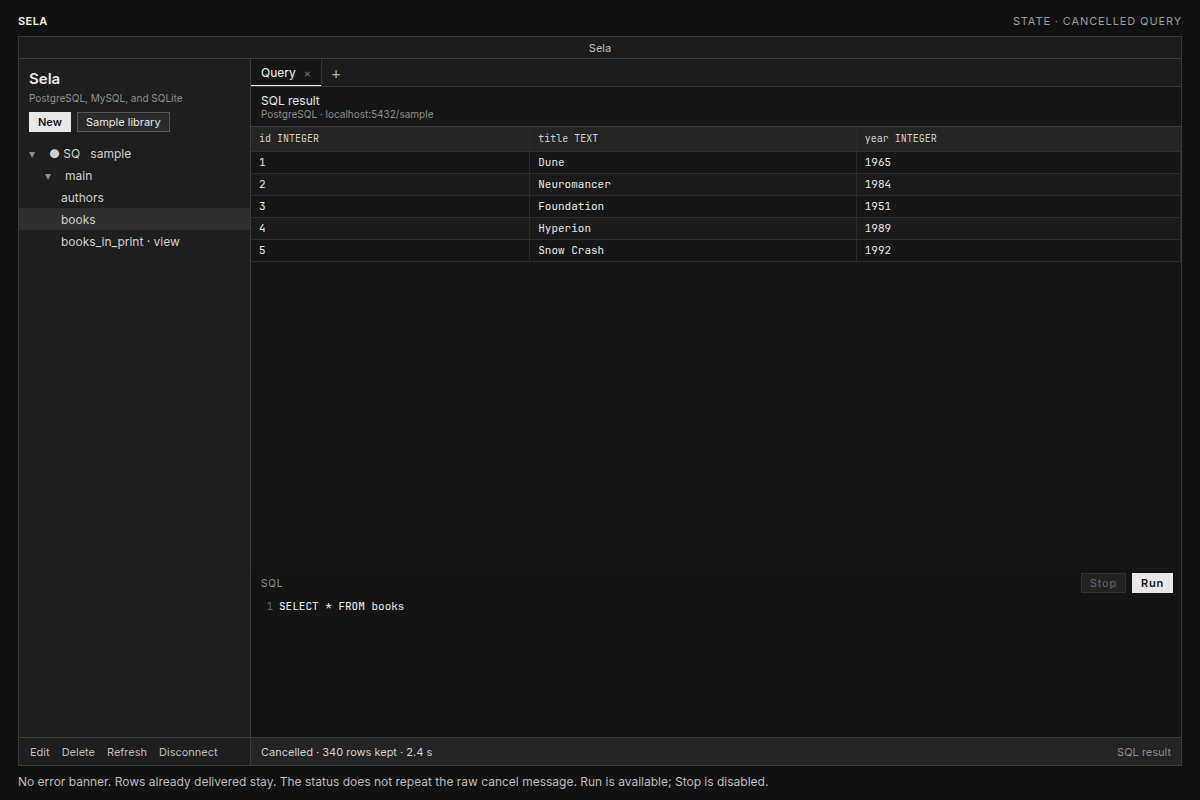 SELA
STATE · CANCELLED QUERY
Sela
Sela
PostgreSQL, MySQL, and SQLite
New
Sample library
▾ ● SQ sample
▾ main
authors
books
books_in_print · view
Edit Delete Refresh Disconnect
Query × +
SQL result
PostgreSQL · localhost:5432/sample
id INTEGER title TEXT year INTEGER
1 Dune 1965
2 Neuromancer 1984
3 Foundation 1951
4 Hyperion 1989
5 Snow Crash 1992
SQL
Stop
Run
1 SELECT * FROM books
Cancelled · 340 rows kept · 2.4 s
SQL result
No error banner. Rows already delivered stay. The status does not repeat the raw cancel message. Run is available; Stop is disabled.